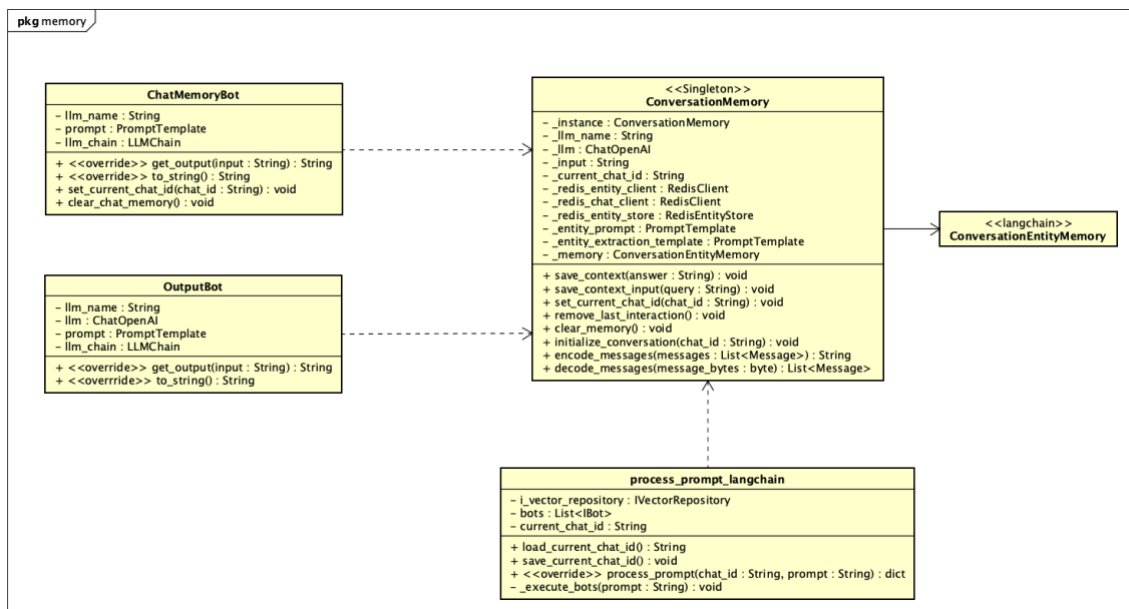 pkg memory
ChatMemoryBot
- llm_name : String
- prompt : PromptTemplate
- llm_chain : LLMChain
+ <<override>> get_output(input : String) : String
+ <<override>> to_string() : String
+ set_current_chat_id(chat_id : String) : void
+ clear_chat_memory() : void
<<Singleton>>
ConversationMemory
- _instance : ConversationMemory
- _llm_name : String
- _llm : ChatOpenAI
- _input : String
- _current_chat_id : String
- _redis_entity_client : RedisClient
- _redis_chat_client : RedisClient
- _redis_entity_store : RedisEntityStore
- _entity_prompt : PromptTemplate
- _entity_extraction_template : PromptTemplate
- _memory : ConversationEntityMemory
+ save_context(answer : String) : void
+ save_context_input(query : String) : void
+ set_current_chat_id(chat_id : String) : void
+ remove_last_interaction() : void
+ clear_memory() : void
+ initialize_conversation(chat_id : String) : void
+ encode_messages(messages : List<Message>) : String
+ decode_messages(message_bytes : byte) : List<Message>
<<langchain>>
ConversationEntityMemory
OutputBot
- llm_name : String
- llm : ChatOpenAI
- prompt : PromptTemplate
- llm_chain : LLMChain
+ <<override>> get_output(input : String) : String
+ <<overrride>> to_string() : String
process_prompt_langchain
- i_vector_repository : IVectorRepository
- bots : List<IBot>
- current_chat_id : String
+ load_current_chat_id() : String
+ save_current_chat_id() : void
+ <<override>> process_prompt(chat_id : String, prompt : String) : dict
- _execute_bots(prompt : String) : void